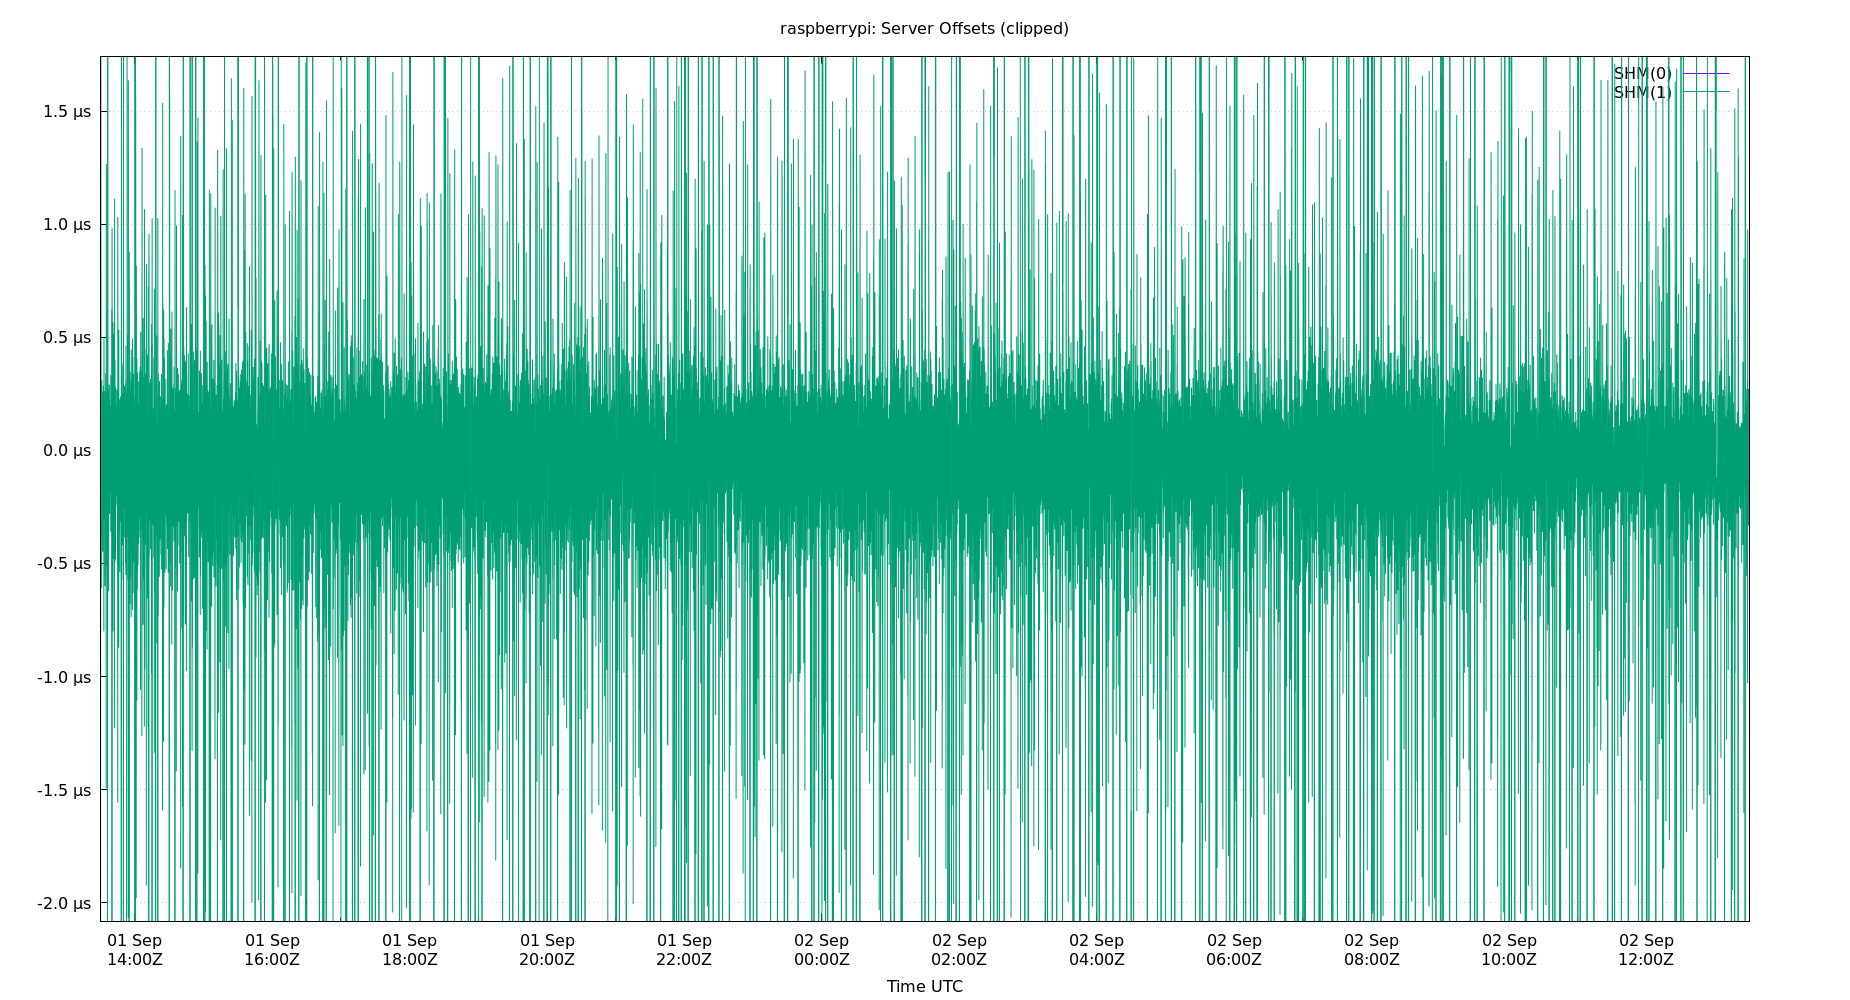 raspberrypi: Server Offsets (clipped)
SHM(0)
SHM(1)
1.5 µs
1.0 µs
0.5 µs
0.0 µs
-0.5 µs
-1.0 µs
-1.5 µs
-2.0 µs
01 Sep 01 Sep 01 Sep 01 Sep 01 Sep 02 Sep 02 Sep 02 Sep 02 Sep 02 Sep 02 Sep 02 Sep
14:00Z 16:00Z 18:00Z 20:00Z 22:00Z 00:00Z 02:00Z 04:00Z 06:00Z 08:00Z 10:00Z 12:00Z
Time UTC